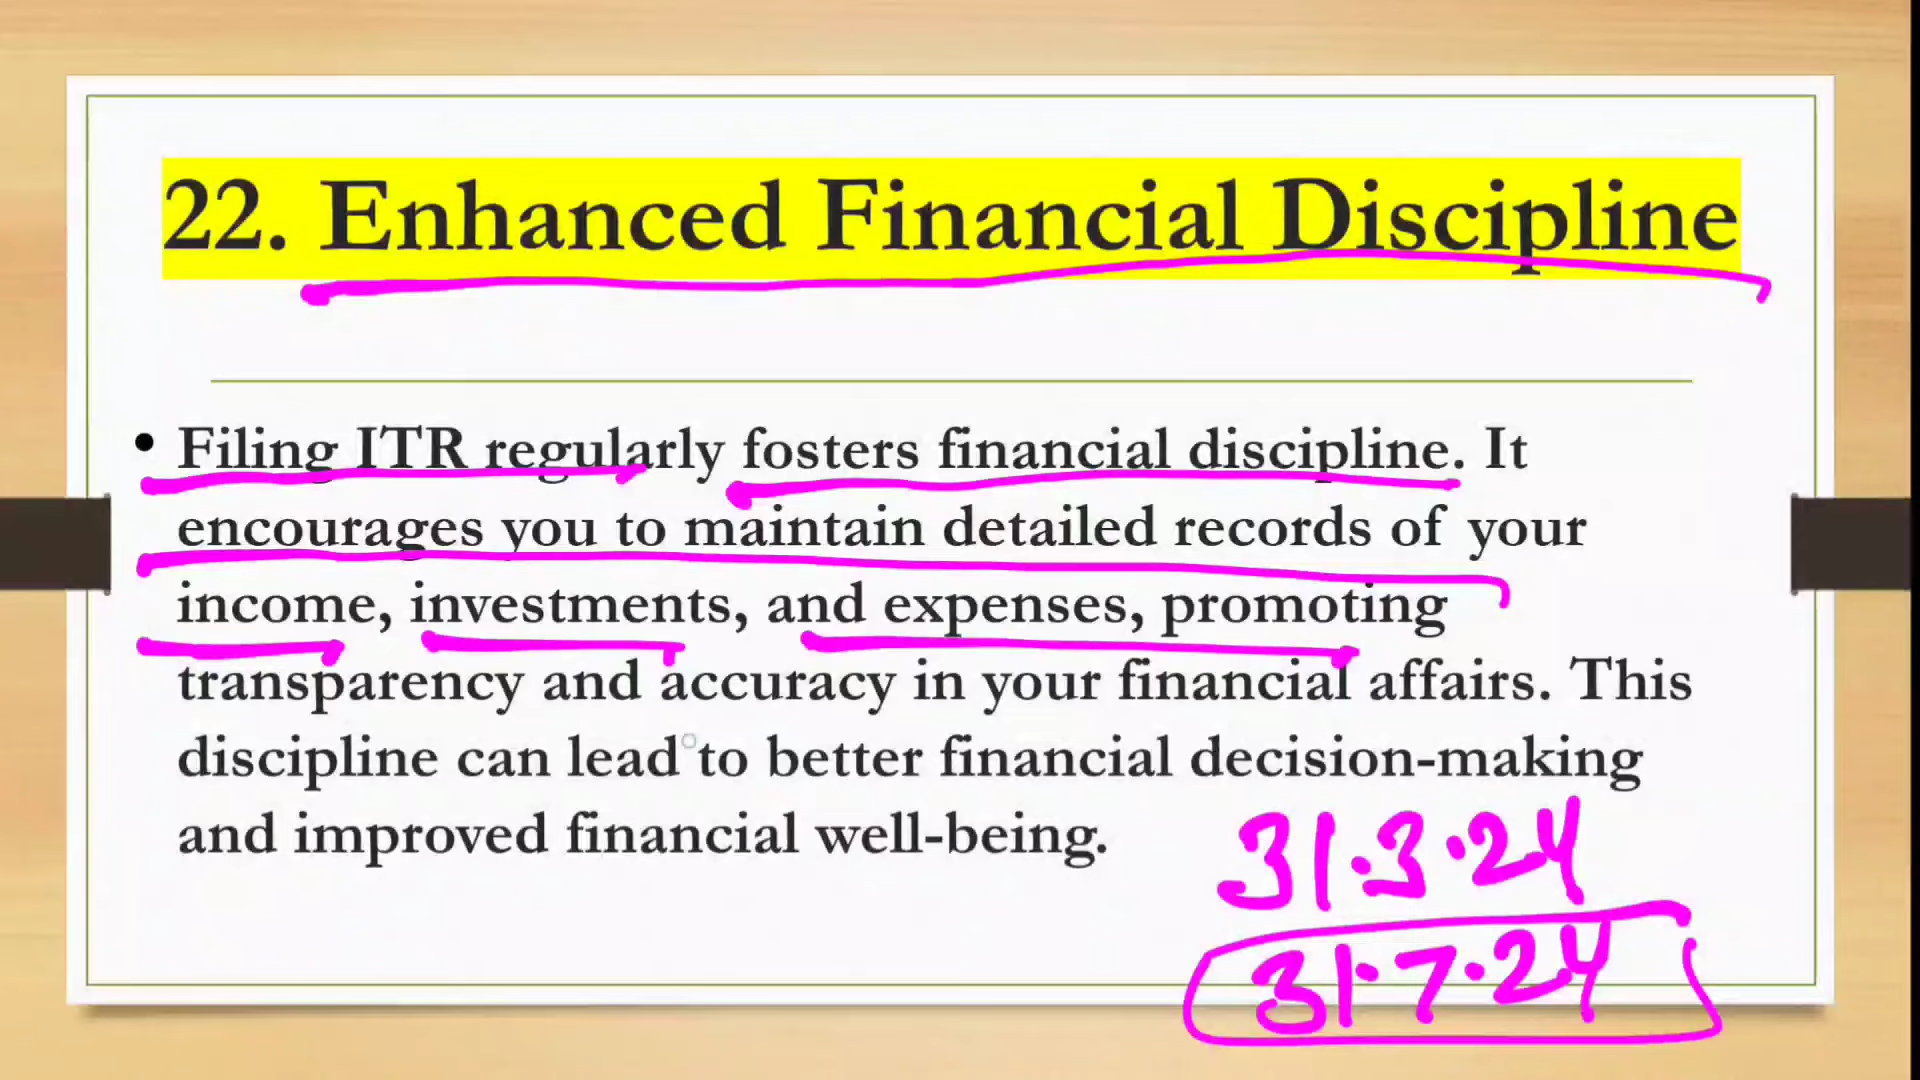 22. Enhanced Financial Discipline
• Filing ITR regularly fosters financial discipline. It
encourages you to maintain detailed records of your
income, investments, and expenses, promoting
transparency and accuracy in your financial affairs. This
discipline can lead to better financial decision-making
and improved financial well-being.
31.3.24
31.7.24